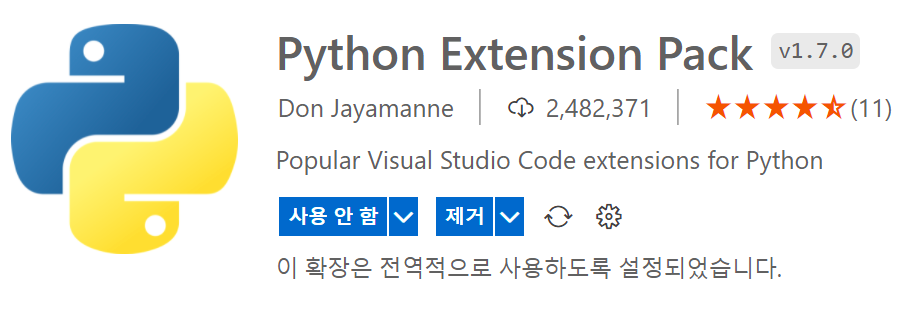 Python Extension Pack v1.7.0
Don Jayamanne 2,482,371 (11)
Popular Visual Studio Code extensions for Python
사용 안 함 제거
이 확장은 전역적으로 사용하도록 설정되었습니다.